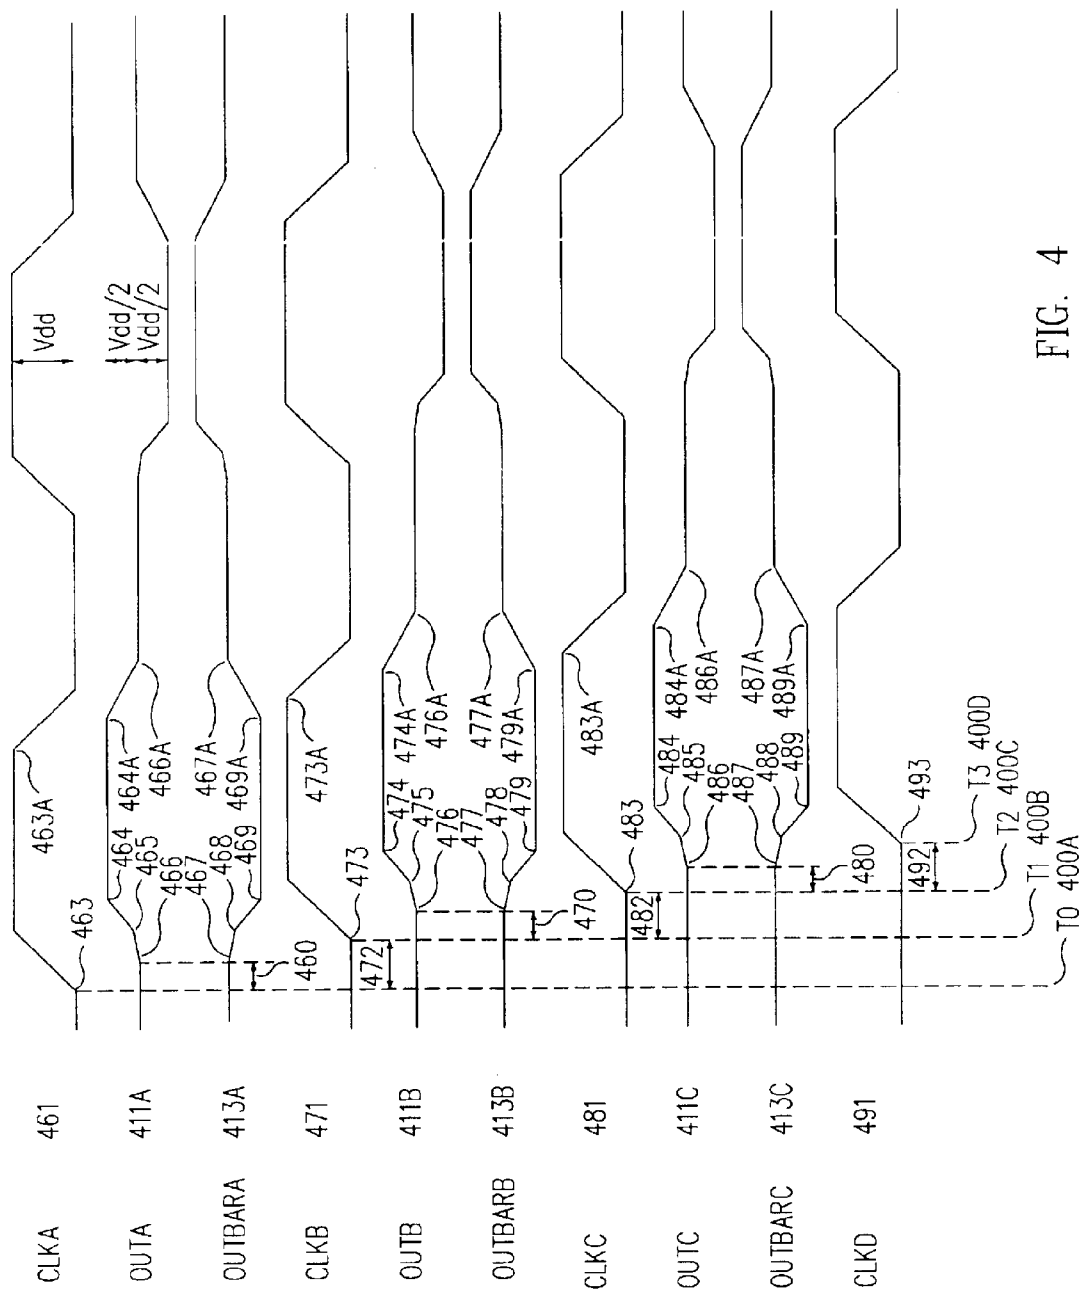 CLKA 461
OUTA 411A
OUTBARA 413A
CLKB 471
OUTB 411B
OUTBARB 413B
CLKC 481
OUTC 411C
OUTBARC 413C
CLKD 491
463
463A
Vdd
464
464A
465
466
466A
Vdd/2
Vdd/2
467
467A
468
469A
469
460
472
473
473A
474
474A
475
476
476A
477
477A
478
479A
479
470
482
483
483A
484
484A
485
486
486A
487
487A
488
489A
489
480
492
493
T0 400A
T1 400B
T2 400C
T3 400D
FIG. 4